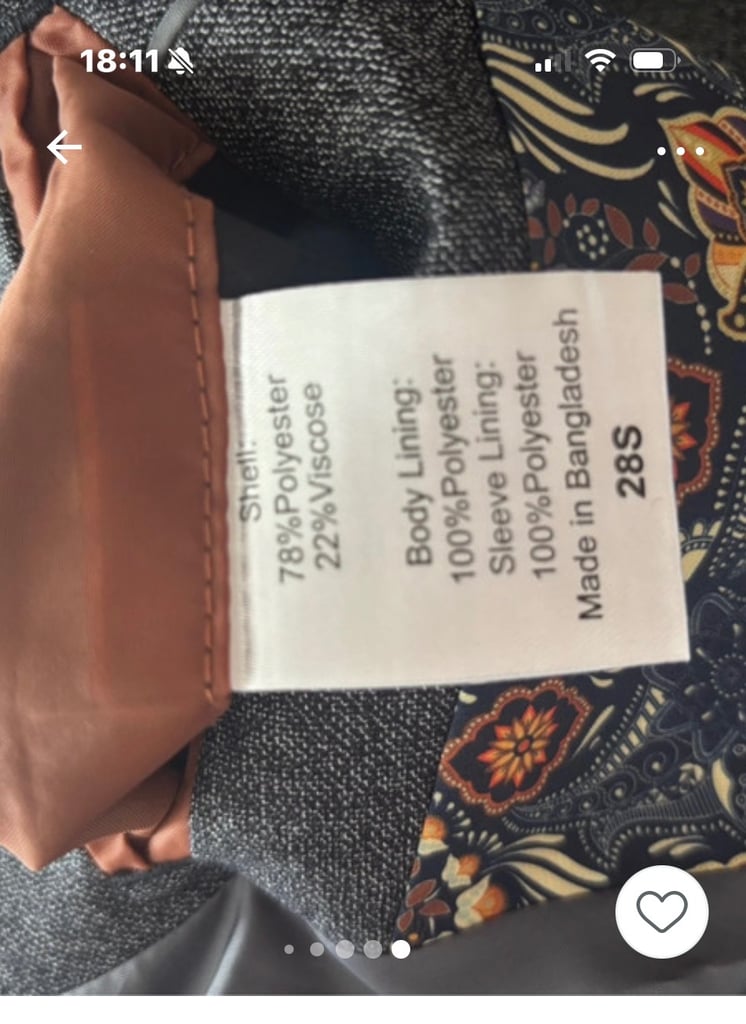 18:11
Shell:
78%Polyester
22%Viscose
Body Lining:
100%Polyester
Sleeve Lining:
100%Polyester
Made in Bangladesh
28S